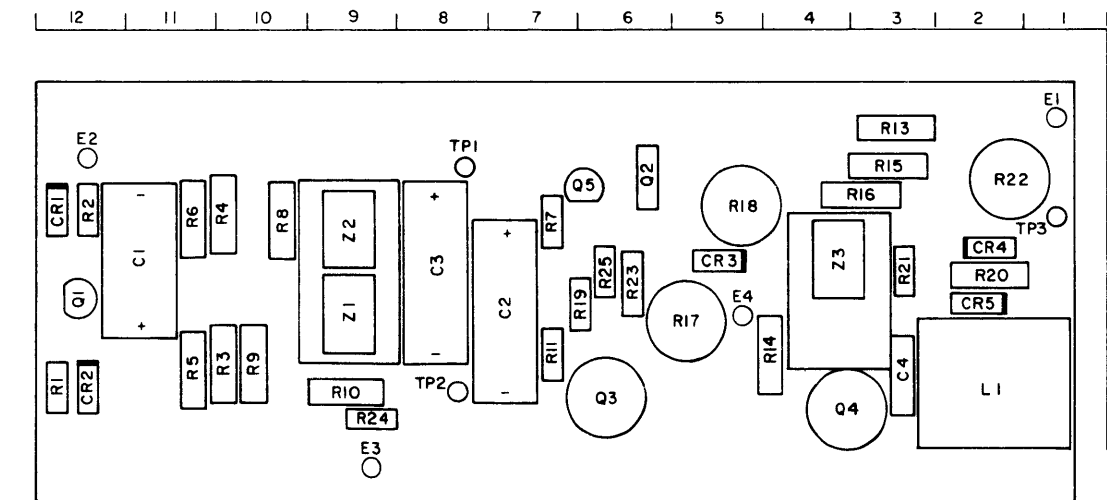 12 11 10 9 8 7 6 5 4 3 2 1
E1
R13
E2
TP1
R15
Q2
Q5
R22
R16
CR1
R2
-
R6
R4
R8
Z2
+
R7
R18
TP3
C1
+
C3
CR3
Z3
CR4
R21
R20
R25
R23
Q1
Z1
C2
R19
E4
CR5
R17
+
R5
R3
R9
R11
R14
-
C4
R1
CR2
TP2
R10
-
Q3
Q4
L1
R24
E3